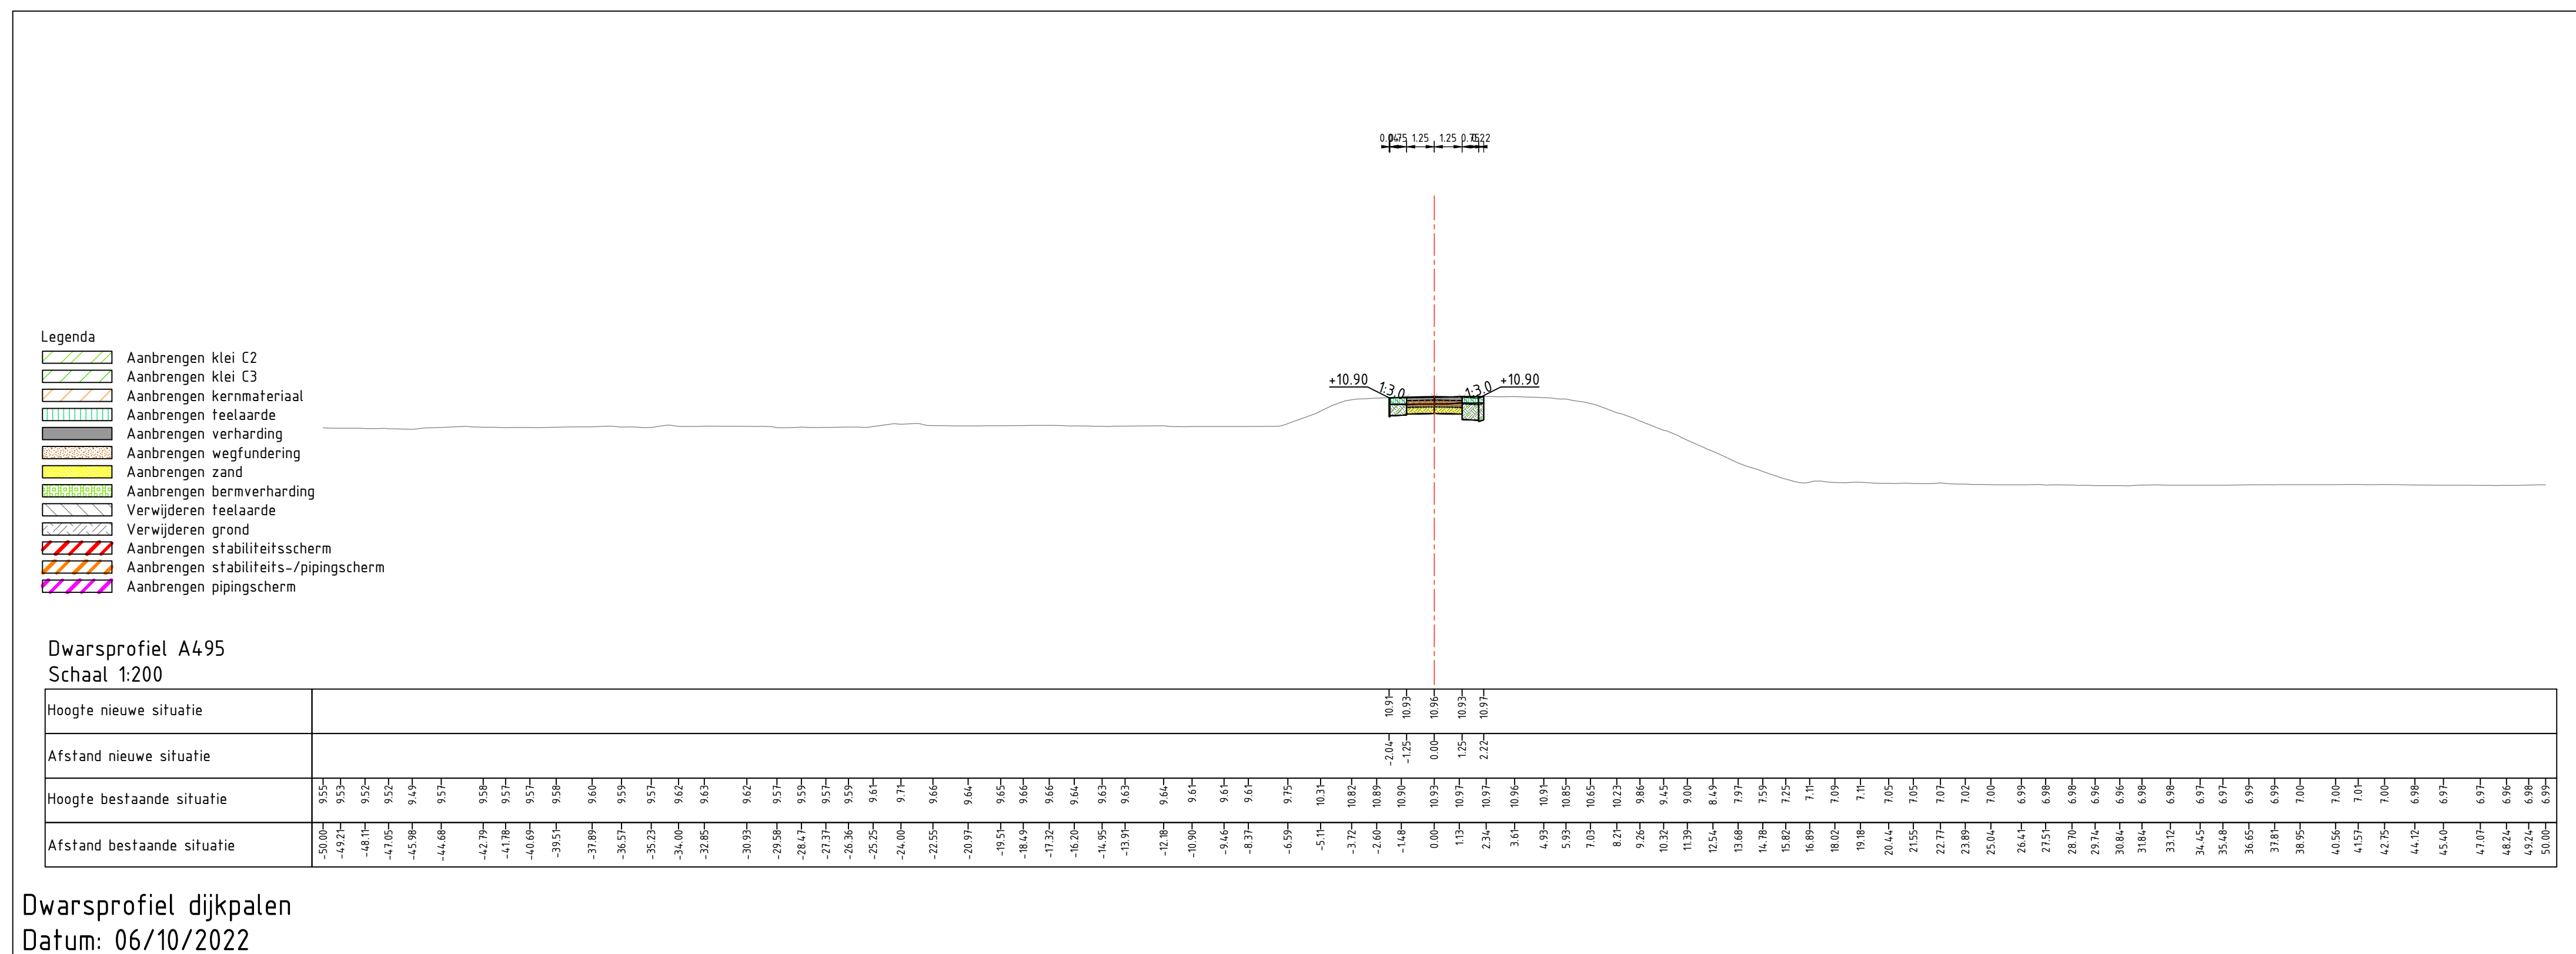 0.04 0.75 1.25 1.25 0.75 0.22
+10.90 1:3.0 1:3.0 +10.90
Legenda
Aanbrengen klei C2
Aanbrengen klei C3
Aanbrengen kernmateriaal
Aanbrengen teelaarde
Aanbrengen verharding
Aanbrengen wegfundering
Aanbrengen zand
Aanbrengen bermverharding
Verwijderen teelaarde
Verwijderen grond
Aanbrengen stabiliteitsscherm
Aanbrengen stabiliteits-/pipingscherm
Aanbrengen pipingscherm
Dwarsprofiel A495
Schaal 1:200
Hoogte nieuwe situatie 10.91 10.93 10.96 10.93 10.97
Afstand nieuwe situatie -2.04 -1.25 0.00 1.25 2.22
Hoogte bestaande situatie 9.55 9.53 9.52 9.52 9.49 9.57 9.58 9.57 9.57 9.58 9.60 9.59 9.57 9.62 9.63 9.62 9.57 9.59 9.57 9.59 9.61 9.71 9.66 9.64 9.65 9.66 9.66 9.64 9.63 9.63 9.64 9.61 9.61 9.61 9.75 10.31 10.82 10.89 10.90 10.93 10.97 10.97 10.96 10.91 10.85 10.65 10.23 9.86 9.45 9.00 8.49 7.97 7.59 7.25 7.11 7.09 7.11 7.05 7.05 7.07 7.02 7.00 6.99 6.98 6.98 6.96 6.96 6.98 6.98 6.97 6.97 6.99 6.99 7.00 7.00 7.01 7.00 6.98 6.97 6.97 6.96 6.98 6.99
Afstand bestaande situatie -50.00 -49.21 -48.11 -47.05 -45.98 -44.68 -42.79 -41.78 -40.69 -39.51 -37.89 -36.57 -35.23 -34.00 -32.85 -30.93 -29.58 -28.47 -27.37 -26.36 -25.25 -24.00 -22.55 -20.97 -19.51 -18.49 -17.32 -16.20 -14.95 -13.91 -12.18 -10.90 -9.46 -8.37 -6.59 -5.11 -3.72 -2.60 -1.48 0.00 1.13 2.34 3.61 4.93 5.93 7.03 8.21 9.26 10.32 11.39 12.54 13.68 14.78 15.82 16.89 18.02 19.18 20.44 21.55 22.77 23.89 25.04 26.41 27.51 28.70 29.74 30.84 31.84 33.12 34.45 35.48 36.65 37.81 38.95 40.56 41.57 42.75 44.12 45.40 47.07 48.24 49.24 50.00
Dwarsprofiel dijkpalen
Datum: 06/10/2022